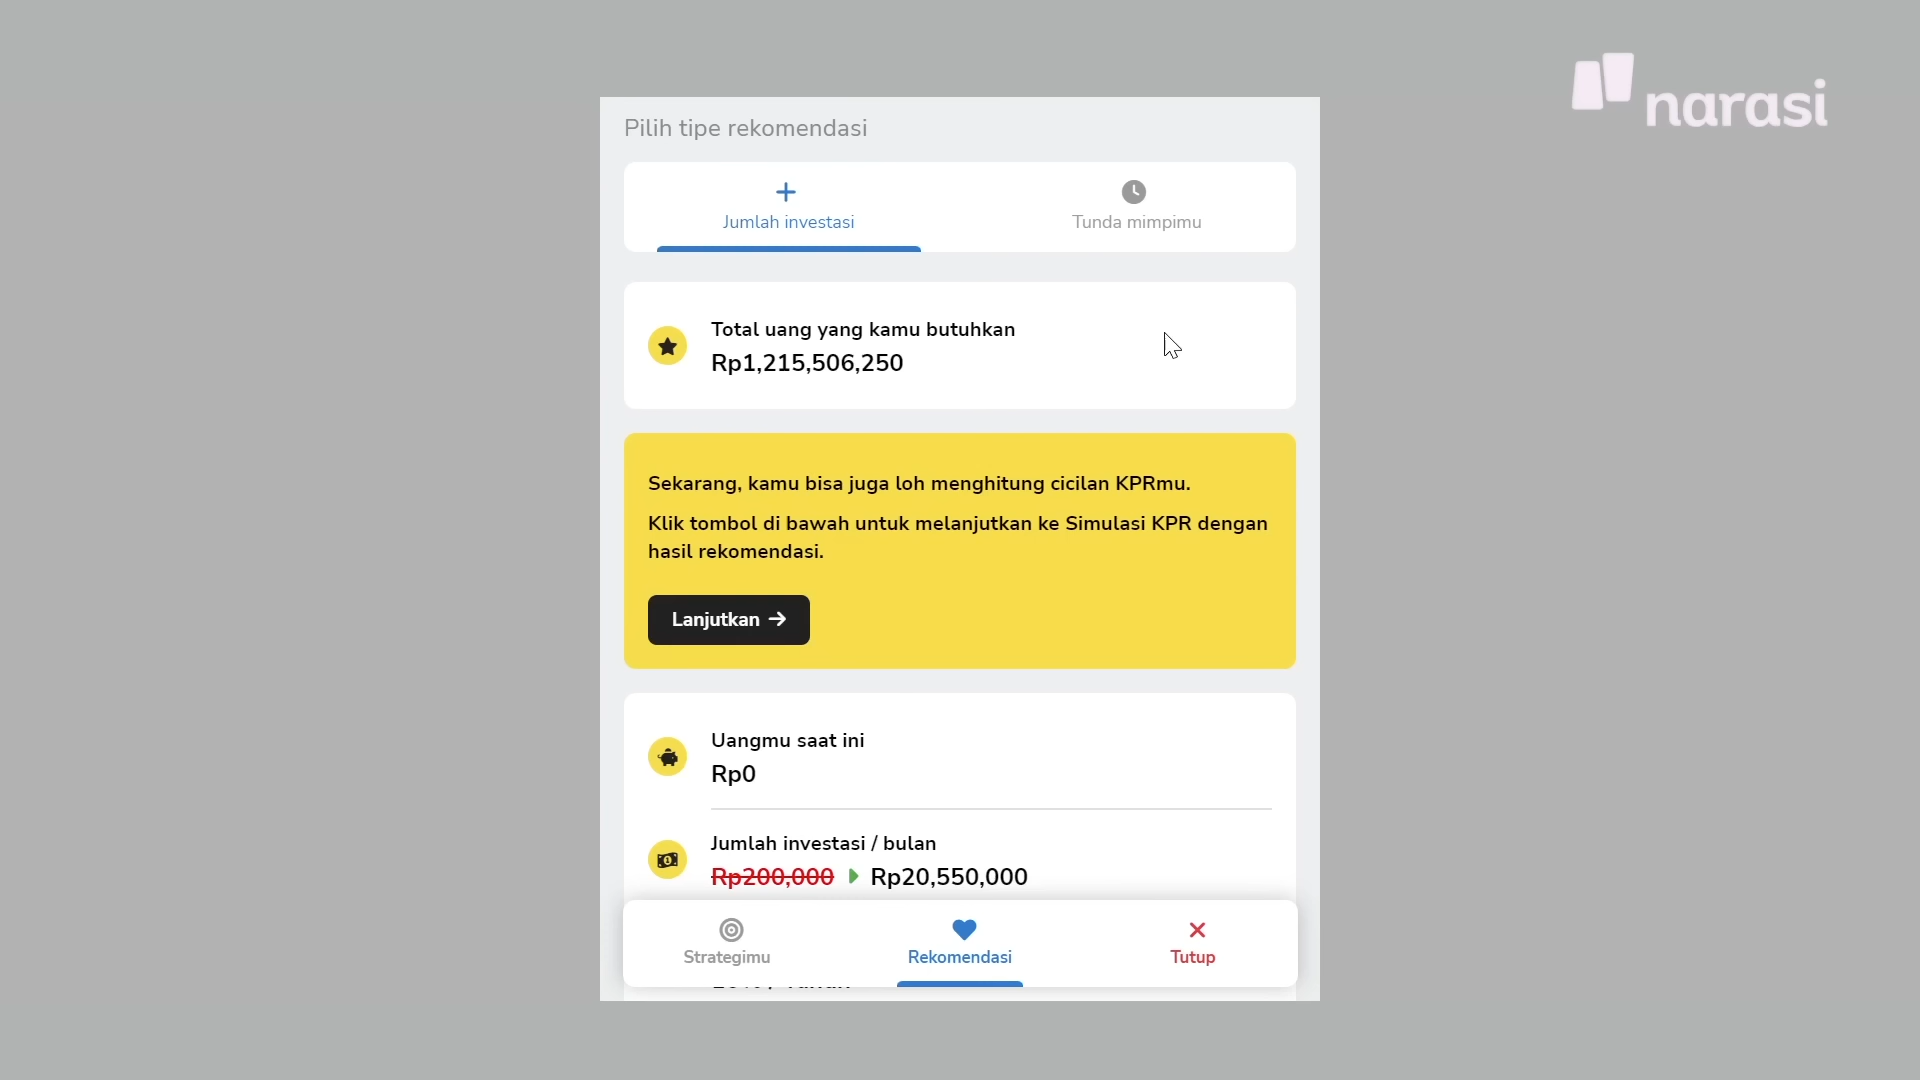 narasi
Pilih tipe rekomendasi
Jumlah investasi
Tunda mimpimu
Total uang yang kamu butuhkan
Rp1,215,506,250
Sekarang, kamu bisa juga loh menghitung cicilan KPRmu.
Klik tombol di bawah untuk melanjutkan ke Simulasi KPR dengan
hasil rekomendasi.
Lanjutkan
Uangmu saat ini
Rp0
Jumlah investasi / bulan
Rp200,000 Rp20,550,000
Strategimu
Rekomendasi
Tutup